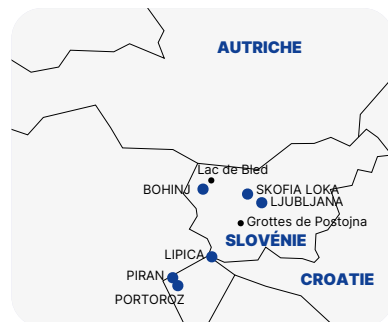 AUTRICHE
Lac de Bled
BOHINJ
SKOFIA LOKA
LJUBLJANA
Grottes de Postojna
SLOVÉNIE
LIPICA
PIRAN
CROATIE
PORTOROZ